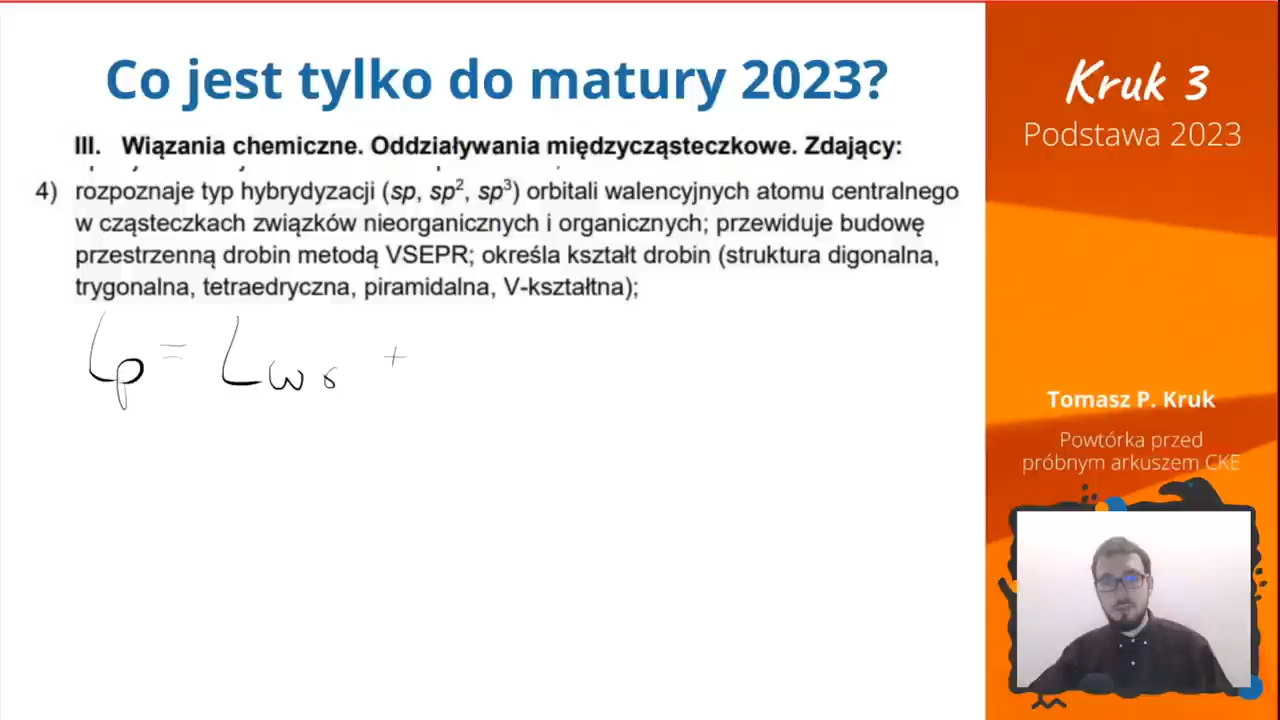 Co jest tylko do matury 2023?
III. Wiązania chemiczne. Oddziaływania międzycząsteczkowe. Zdający:
4) rozpoznaje typ hybrydyzacji (sp, sp², sp³) orbitali walencyjnych atomu centralnego
w cząsteczkach związków nieorganicznych i organicznych; przewiduje budowę
przestrzenną drobin metodą VSEPR; określa kształt drobin (struktura digonalna,
trygonalna, tetraedryczna, piramidalna, V-kształtna);
Lp = Lwσ +
Kruk 3
Podstawa 2023
Tomasz P. Kruk
Powtórka przed
próbnym arkuszem CKE